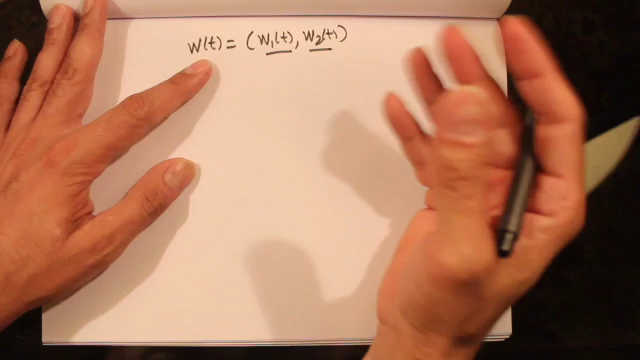 W(t) = (W₁(t), W₂(t))